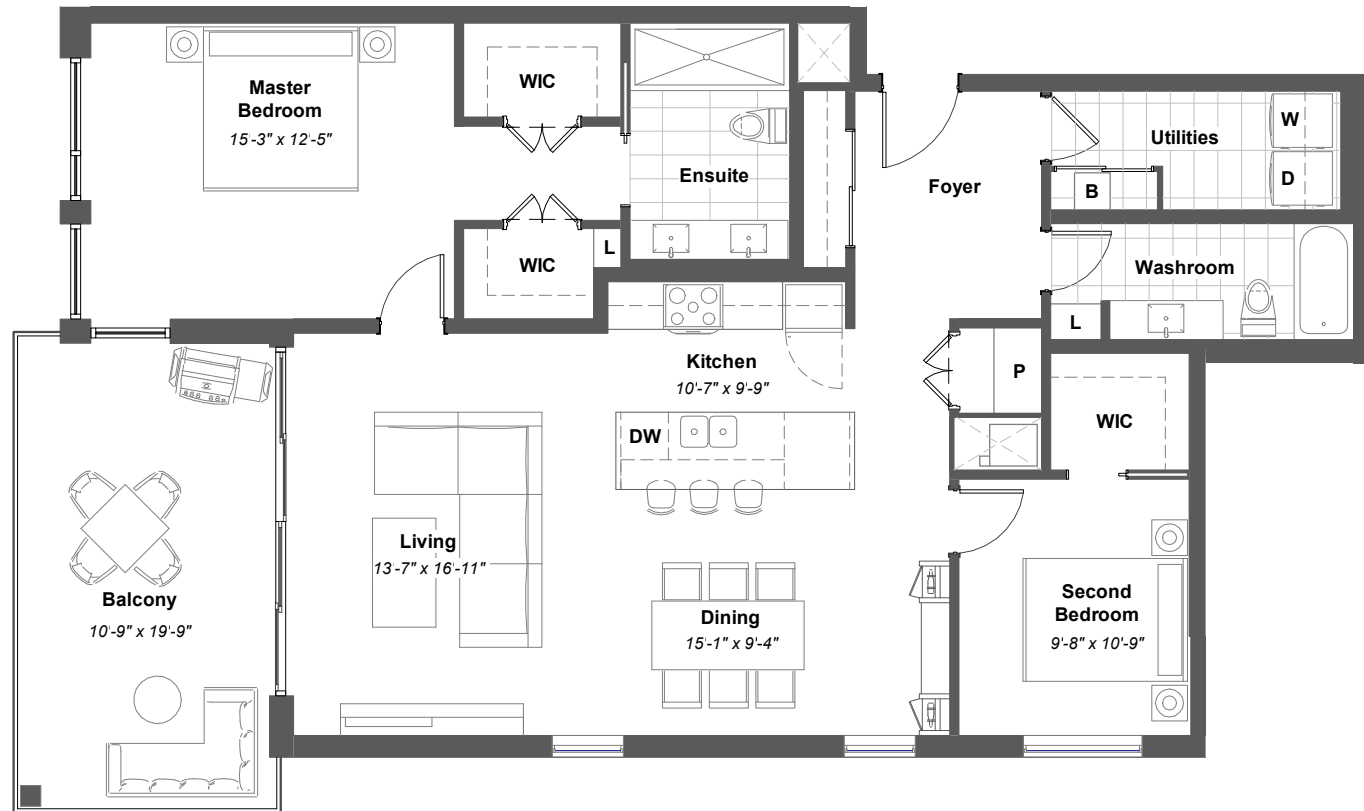 Master
Bedroom
15'-3" x 12'-5"
WIC
Ensuite
WIC
L
Foyer
Utilities
W
D
B
Washroom
L
Kitchen
10'-7" x 9'-9"
P
WIC
DW
Living
13'-7" x 16'-11"
Balcony
10'-9" x 19'-9"
Dining
15'-1" x 9'-4"
Second
Bedroom
9'-8" x 10'-9"